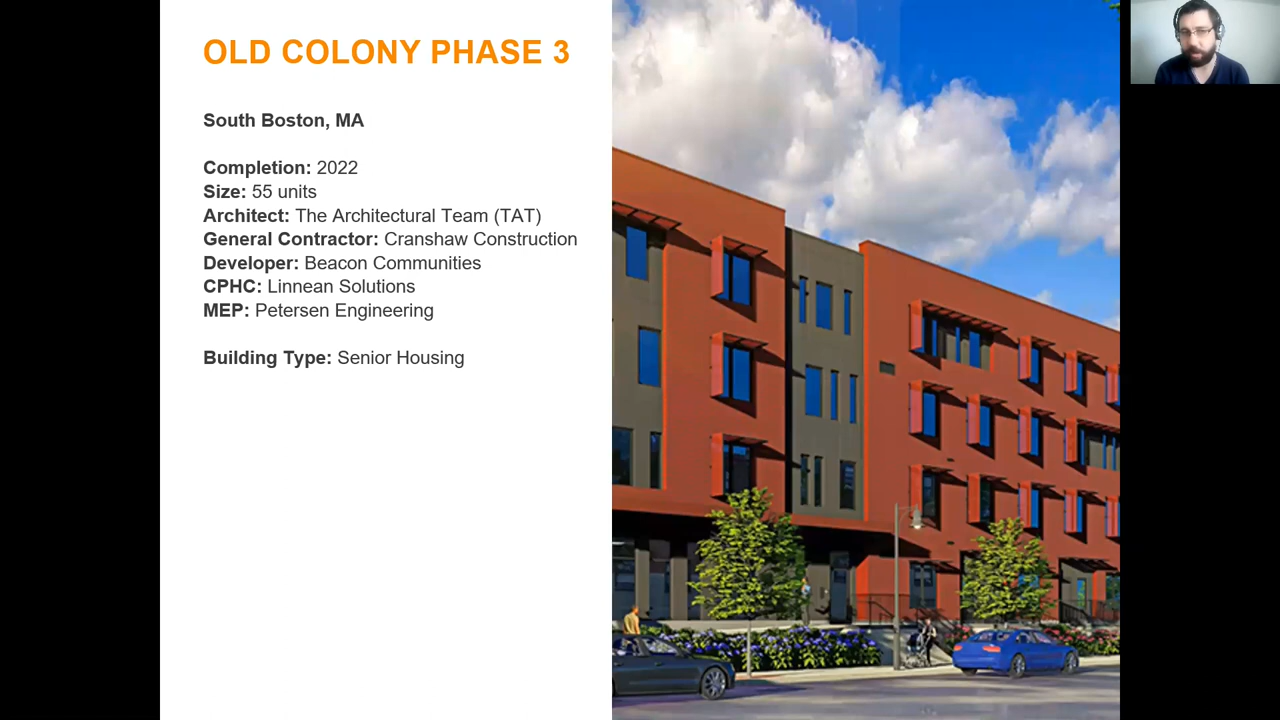 OLD COLONY PHASE 3
South Boston, MA
Completion: 2022
Size: 55 units
Architect: The Architectural Team (TAT)
General Contractor: Cranshaw Construction
Developer: Beacon Communities
CPHC: Linnean Solutions
MEP: Petersen Engineering
Building Type: Senior Housing